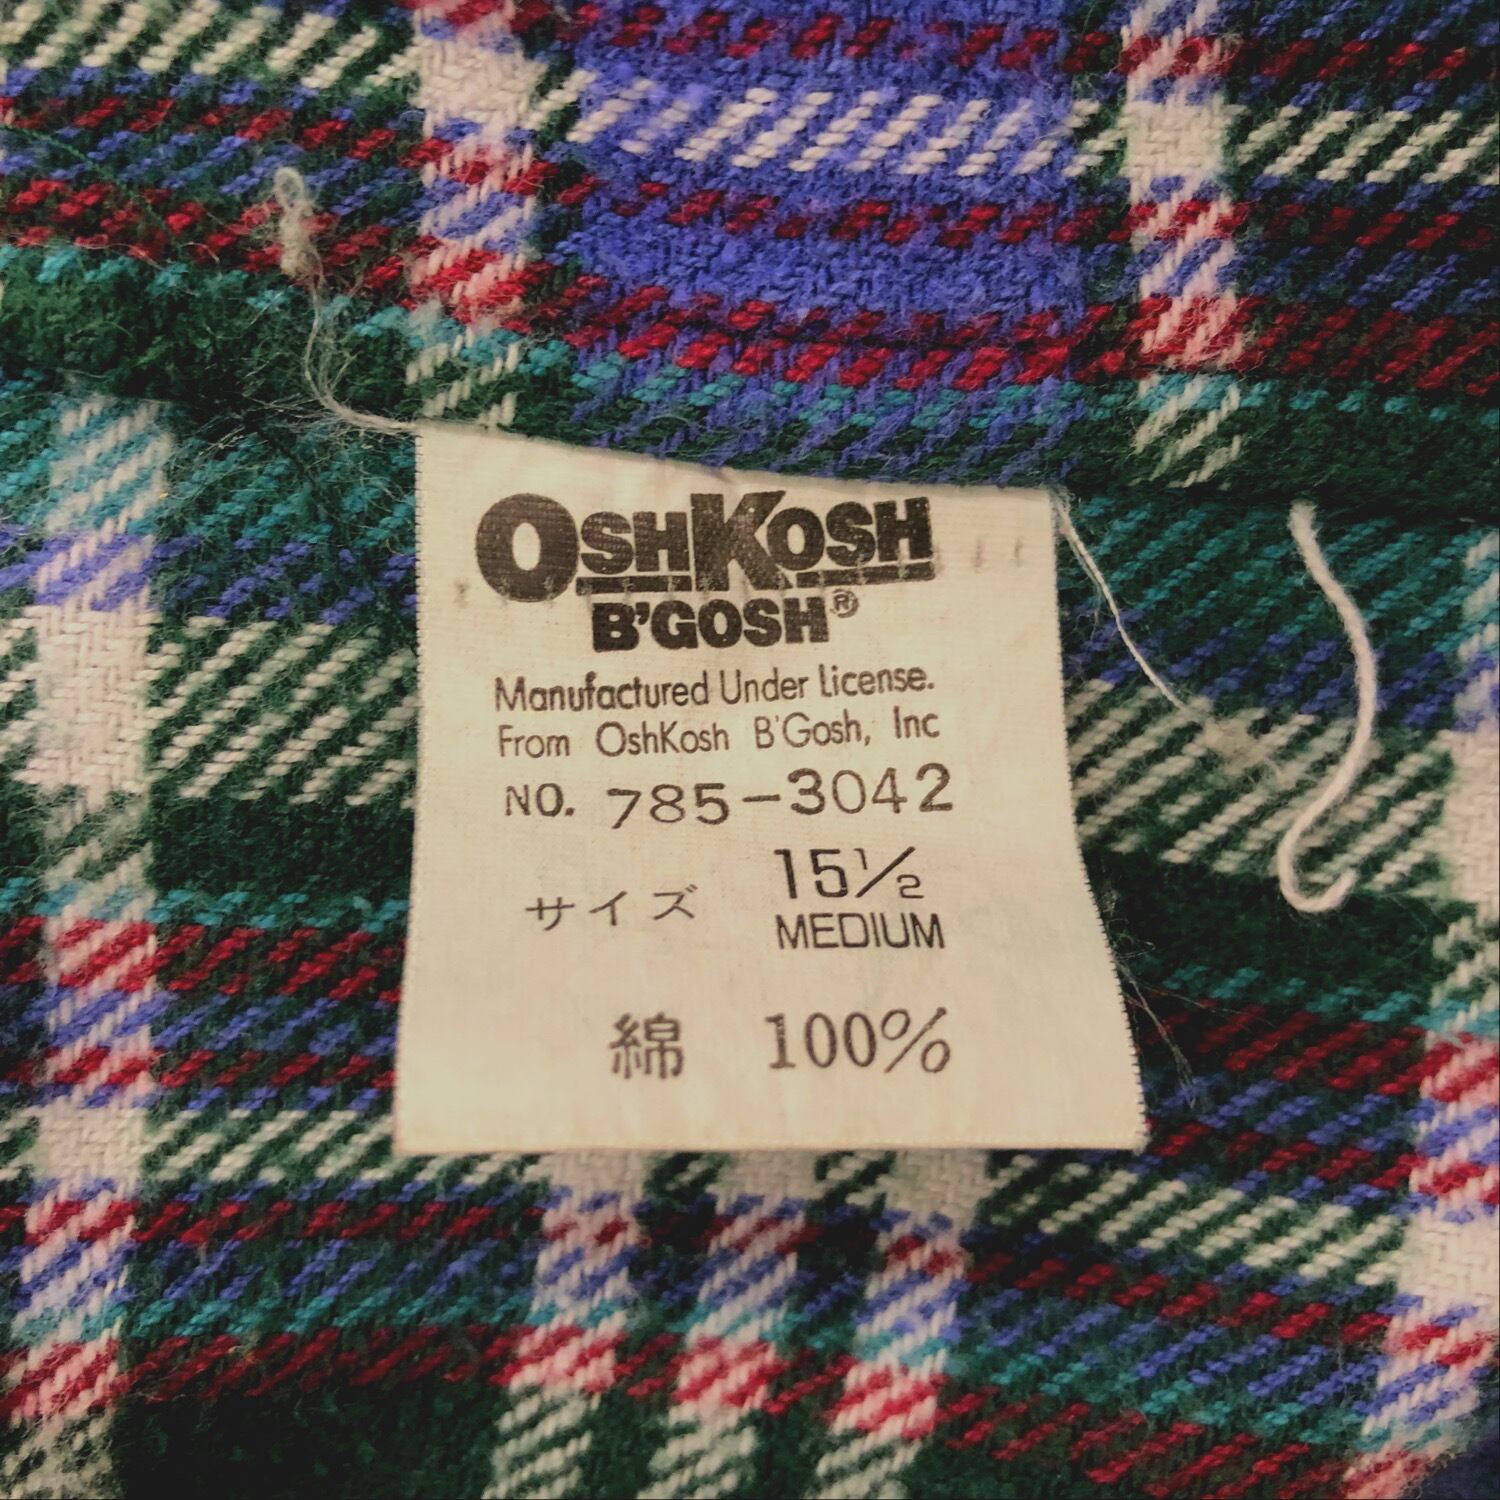 OSHKOSH
B'GOSH®
Manufactured Under License.
From OshKosh B'Gosh, Inc
NO. 785-3042
サイズ 15½
MEDIUM
綿 100%